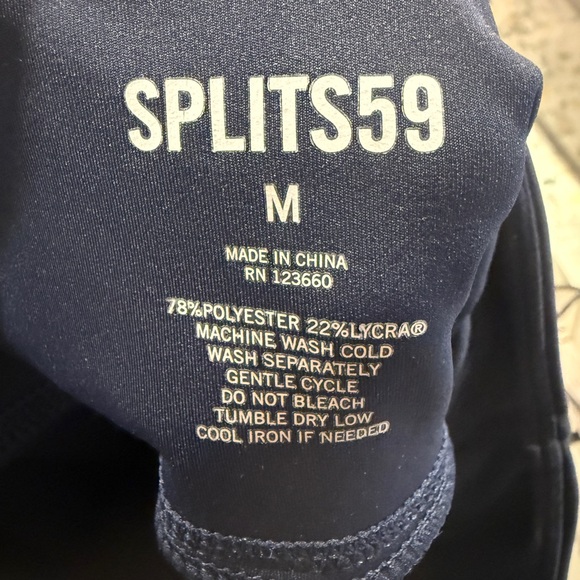 SPLITS59
M
MADE IN CHINA
RN 123660
78%POLYESTER 22%LYCRA®
MACHINE WASH COLD
WASH SEPARATELY
GENTLE CYCLE
DO NOT BLEACH
TUMBLE DRY LOW
COOL IRON IF NEEDED